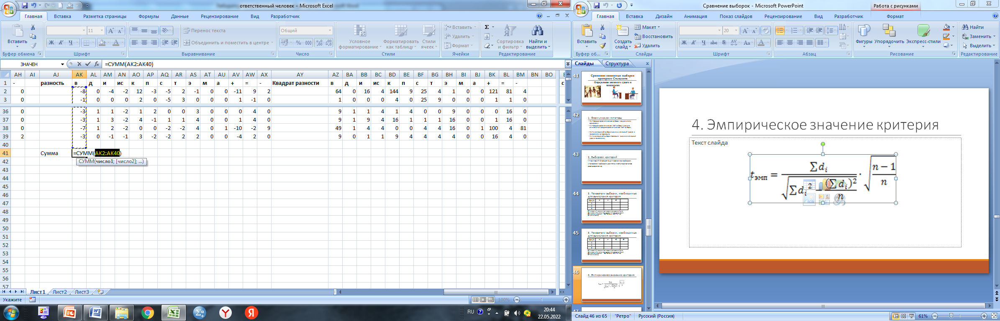 ответственный человек - Microsoft Excel
Главная Вставка Разметка страницы Формулы Данные Рецензирование Вид Разработчик
Вставить
Буфер обмена
11
Ж К Ч
Шрифт
Перенос текста
Объединить и поместить в центре
Выравнивание
Общий
% 000
Число
Условное форматирование
Форматировать как таблицу
Стили ячеек
Стили
Вставить
Удалить
Формат
Ячейки
Σ
Сортировка и фильтр
Найти и выделить
Редактирование
ЗНАЧЕН fx =СУММ(AK2:AK40)
AH AI AJ AK AL AM AN AO AP AQ AR AS AT AU AV AW AX AY AZ BA BB BC BD BE BF BG BH BI BJ BK BL BM BN BO
1 - разность в д и ис к п с т э м а + = - Квадрат разности в д и ис к п с т э м а + = - с
2 0 -8 0 -4 -2 12 -3 -5 2 -1 0 0 -11 9 2 64 0 16 4 144 9 25 4 1 0 0 121 81 4
3 0 -1 0 0 0 2 0 -5 3 0 0 0 1 -1 0 1 0 0 0 4 0 25 9 0 0 0 1 1 0
36 0 -3 1 1 -2 1 2 0 0 3 0 0 0 4 0 9 1 1 4 1 4 0 0 9 0 0 0 16 0
37 0 -3 1 3 -2 4 -1 1 1 4 0 0 1 4 0 9 1 9 4 16 1 1 1 16 0 0 1 16 0
38 0 -7 1 2 -2 0 0 -2 -2 4 0 1 -10 -2 9 49 1 4 4 0 0 4 4 16 0 1 100 4 81
39 2 -3 0 -1 -1 3 -2 -2 2 2 0 0 -4 2 0 9 0 1 1 9 4 4 4 4 0 0 16 4 0
40
41 Сумма =СУММ(AK2:AK40)
42 СУММ(число1; [число2]; ...)
43
44
45
46
47
48
49
50
51
52
53
54
55
56
57
Лист1 Лист2 Лист3
Укажите 100%
Сравнение выборок - Microsoft PowerPoint
Работа с рисунками
Главная Вставка Дизайн Анимация Показ слайдов Рецензирование Вид Разработчик Формат
Вставить
Буфер об...
Создать слайд
Макет
Восстановить
Удалить
Слайды
20
Ж К Ч abc S AV Aa A
Шрифт
Абзац
Фигуры Упорядочить Экспресс-стили
Рисование
Найти
Заменить
Выделить
Редактирование
Слайды Структура
41
Сравнение зависимых выборок
критерием Стьюдента
Определение значимого сдвига в
показателях
42
1. Формулируем гипотезы
43
2. Выбираем критерий
44
3. Показатели выборки, необходимые
для вычисления критерия
45
3. Показатели выборки, необходимые
для вычисления критерия
46
4. Эмпирическое значение критерия
47
4. Эмпирическое значение критерия
Текст слайда
tэмп = ∑ dᵢ / √(∑ dᵢ² − (∑ dᵢ)² / n) · √((n − 1) / n)
Слайд 46 из 65 "Ретро" Русский (Россия) 61%
RU
20:44
22.05.2022